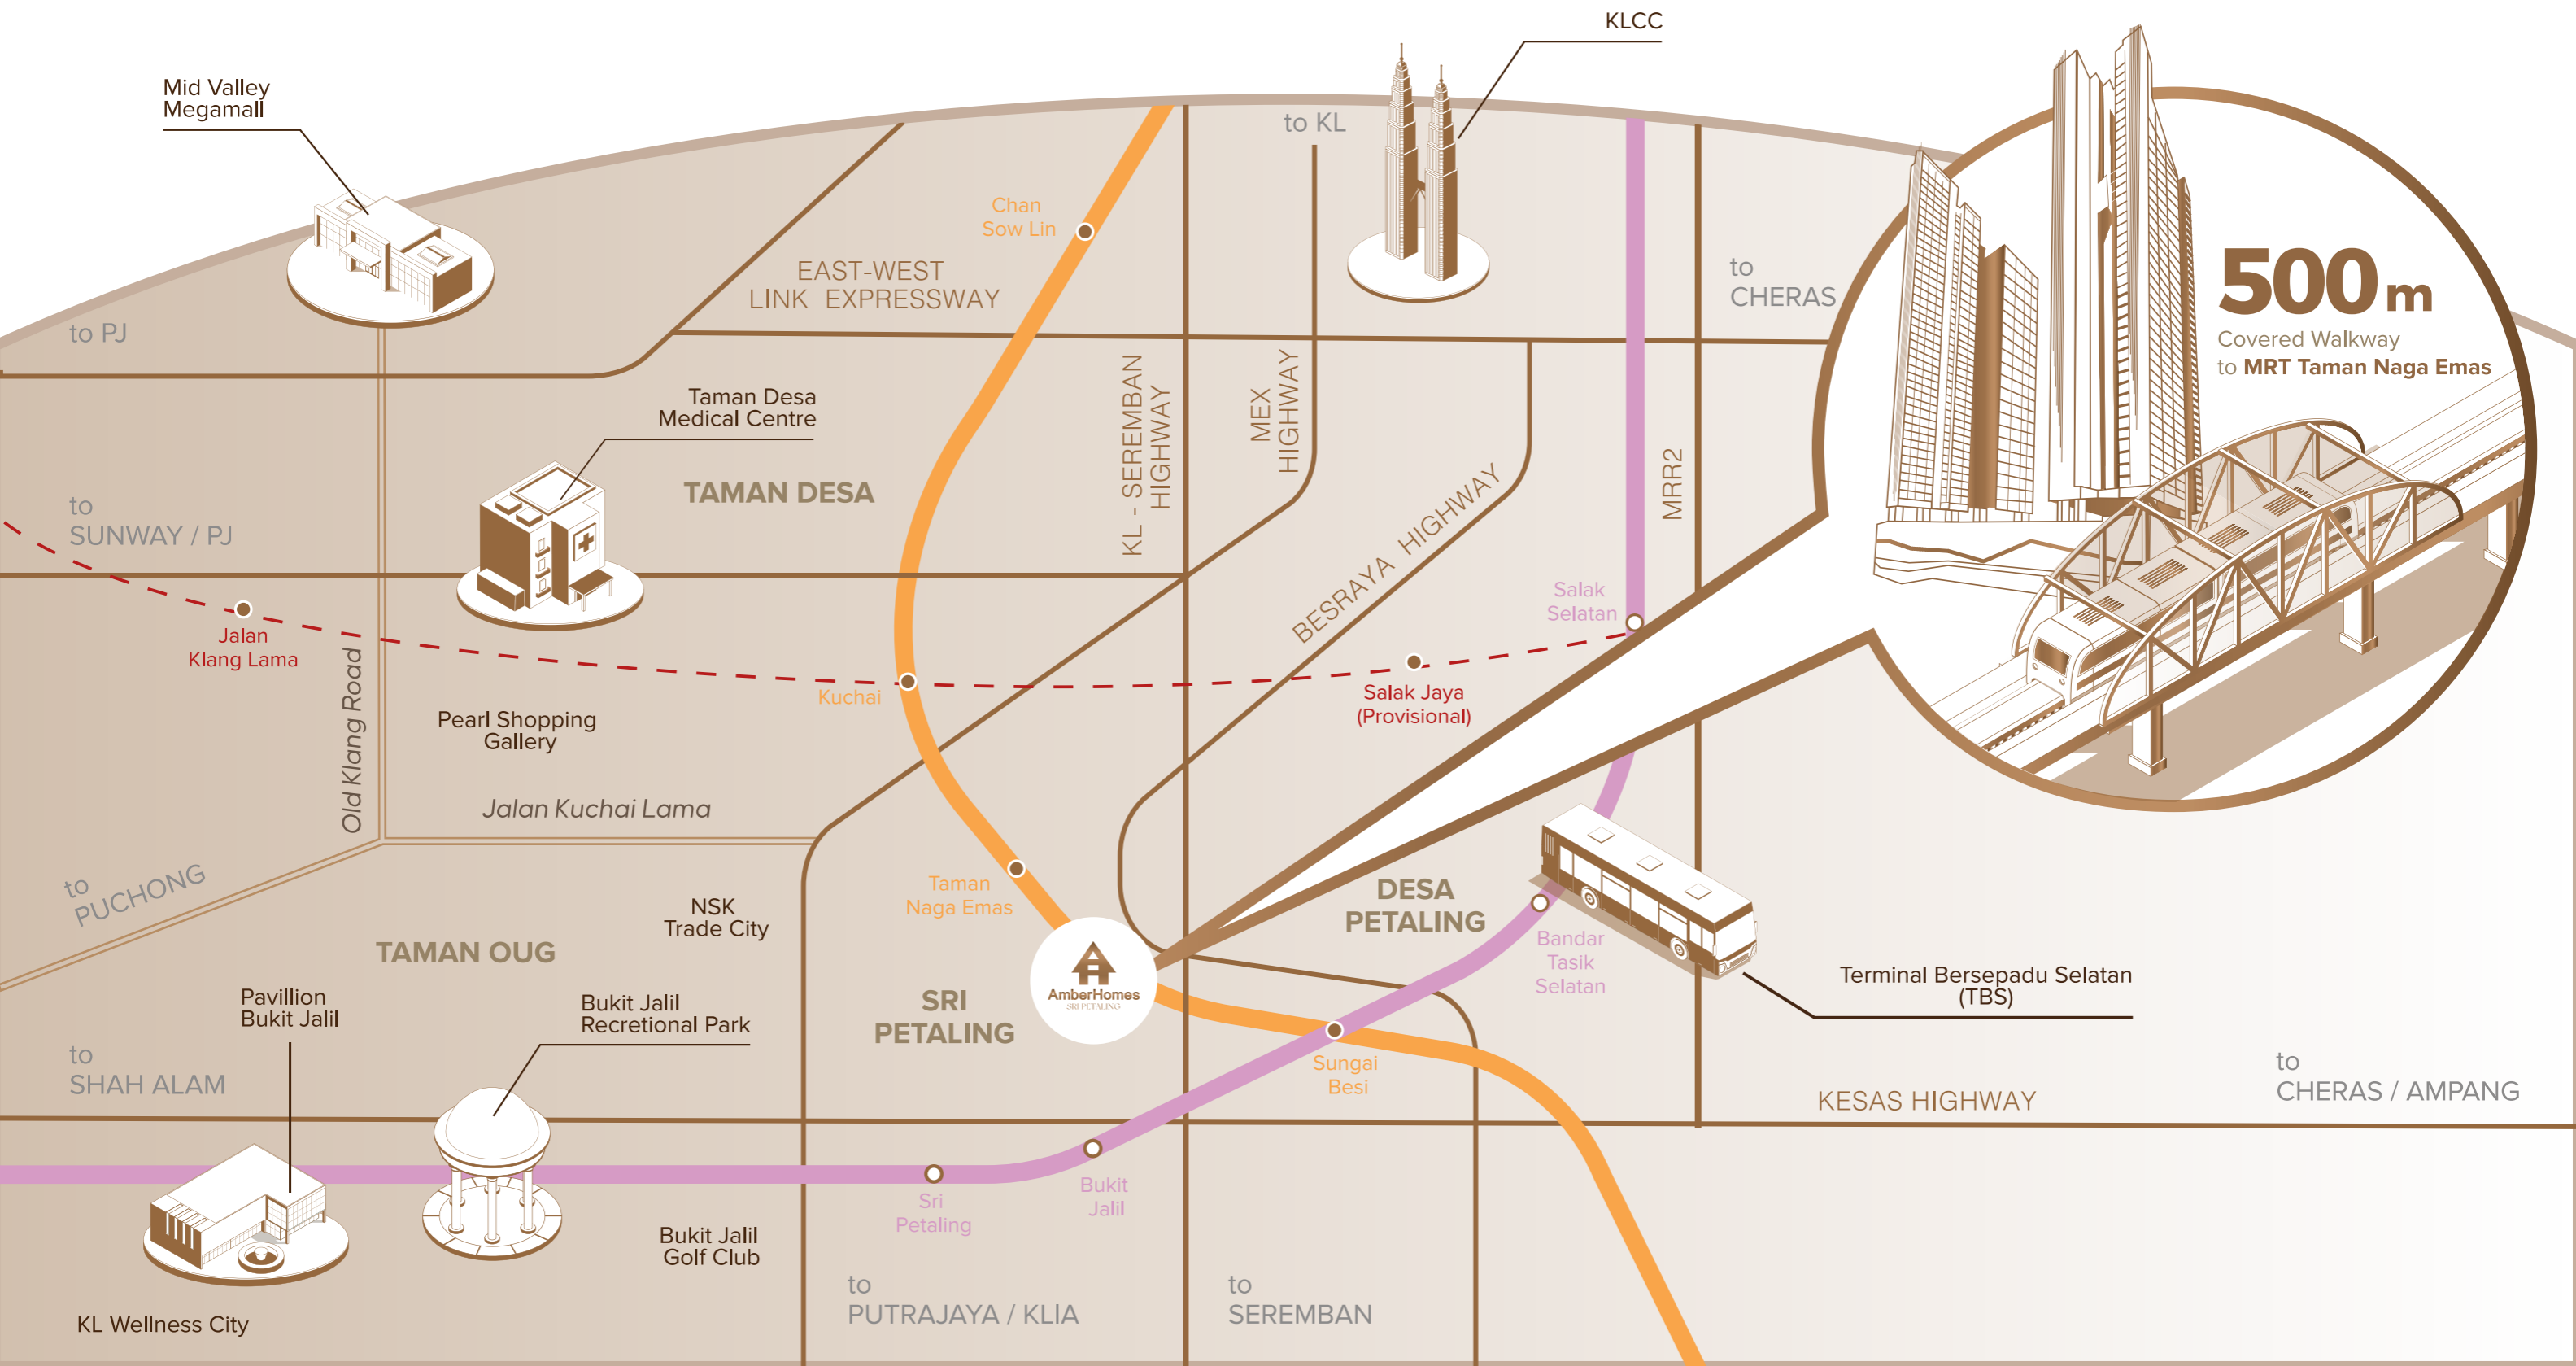 KLCC
Mid Valley
Megamall
to KL
Chan
Sow Lin
EAST-WEST
LINK EXPRESSWAY
to
CHERAS
500m
Covered Walkway
to MRT Taman Naga Emas
to PJ
Taman Desa
Medical Centre
KL - SEREMBAN
HIGHWAY
MEX
HIGHWAY
BESRAYA HIGHWAY
MRR2
TAMAN DESA
to
SUNWAY / PJ
Salak
Selatan
Jalan
Klang Lama
Old Klang Road
Kuchai
Salak Jaya
(Provisional)
Pearl Shopping
Gallery
Jalan Kuchai Lama
to
PUCHONG
Taman
Naga Emas
NSK
Trade City
DESA
PETALING
TAMAN OUG
Bandar
Tasik
Selatan
Terminal Bersepadu Selatan
(TBS)
AmberHomes
SRI PETALING
SRI
PETALING
Pavillion
Bukit Jalil
Bukit Jalil
Recretional Park
to
SHAH ALAM
Sungai
Besi
KESAS HIGHWAY
to
CHERAS / AMPANG
Sri
Petaling
Bukit
Jalil
Bukit Jalil
Golf Club
to
PUTRAJAYA / KLIA
to
SEREMBAN
KL Wellness City